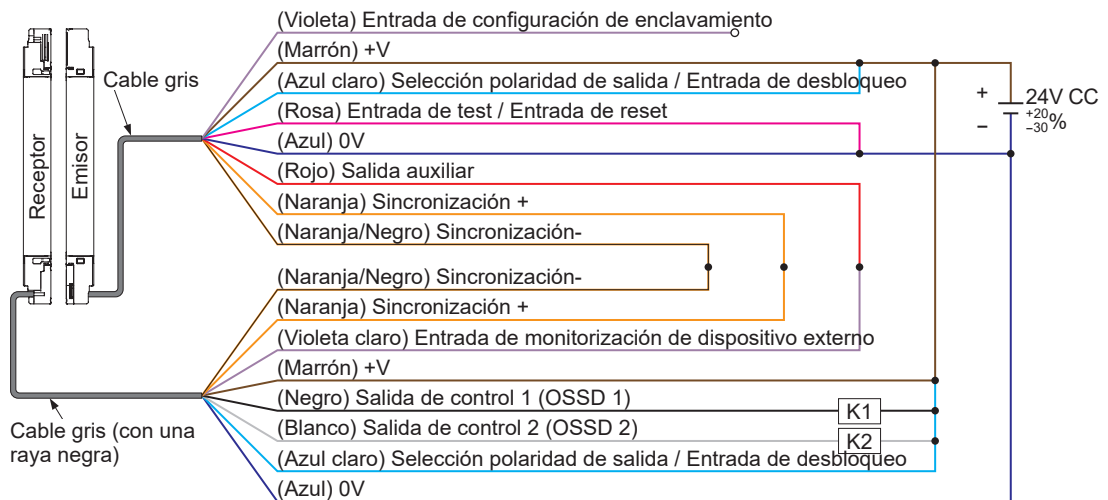 (Violeta) Entrada de configuración de enclavamiento
(Marrón) +V
(Azul claro) Selección polaridad de salida / Entrada de desbloqueo
(Rosa) Entrada de test / Entrada de reset
(Azul) 0V
(Rojo) Salida auxiliar
(Naranja) Sincronización +
(Naranja/Negro) Sincronización-
Cable gris
Receptor
Emisor
+
24V CC
+20
−30%
−
(Naranja/Negro) Sincronización-
(Naranja) Sincronización +
(Violeta claro) Entrada de monitorización de dispositivo externo
(Marrón) +V
(Negro) Salida de control 1 (OSSD 1)
K1
(Blanco) Salida de control 2 (OSSD 2)
K2
(Azul claro) Selección polaridad de salida / Entrada de desbloqueo
(Azul) 0V
Cable gris (con una
raya negra)